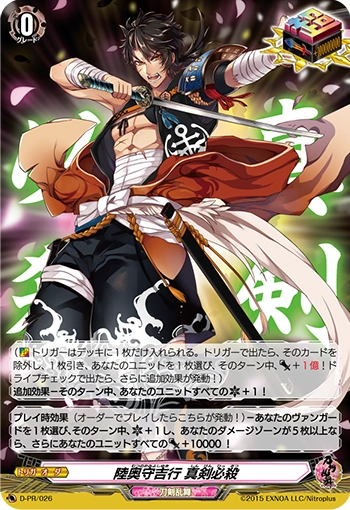 0
グレード
真剣
必殺
(トリガーはデッキに1枚だけ入れられる。トリガーで出たら、そのカードを
除外し、1枚引き、あなたのユニットを1枚選び、そのターン中、+1億!ド
ライブチェックで出たら、さらに追加効果が発動!)
追加効果-そのターン中、あなたのユニットすべての+1!
プレイ時効果(オーダーでプレイしたらこちらが発動!)-あなたのヴァンガー
ドを1枚選び、そのターン中、+1し、あなたのダメージゾーンが5枚以上な
ら、さらにそのターン中、あなたのユニットすべての+10000!
トリガーオーダー
陸奥守吉行 真剣必殺
D-PR/026
刀剣乱舞
©2015 EXNOA LLC/Nitroplus